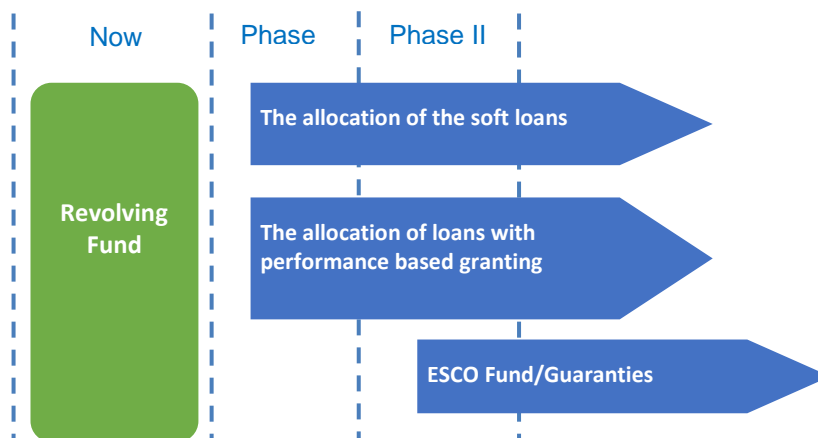 Now
Phase
Phase II
The allocation of the soft loans
Revolving
Fund
The allocation of loans with
performance based granting
ESCO Fund/Guaranties